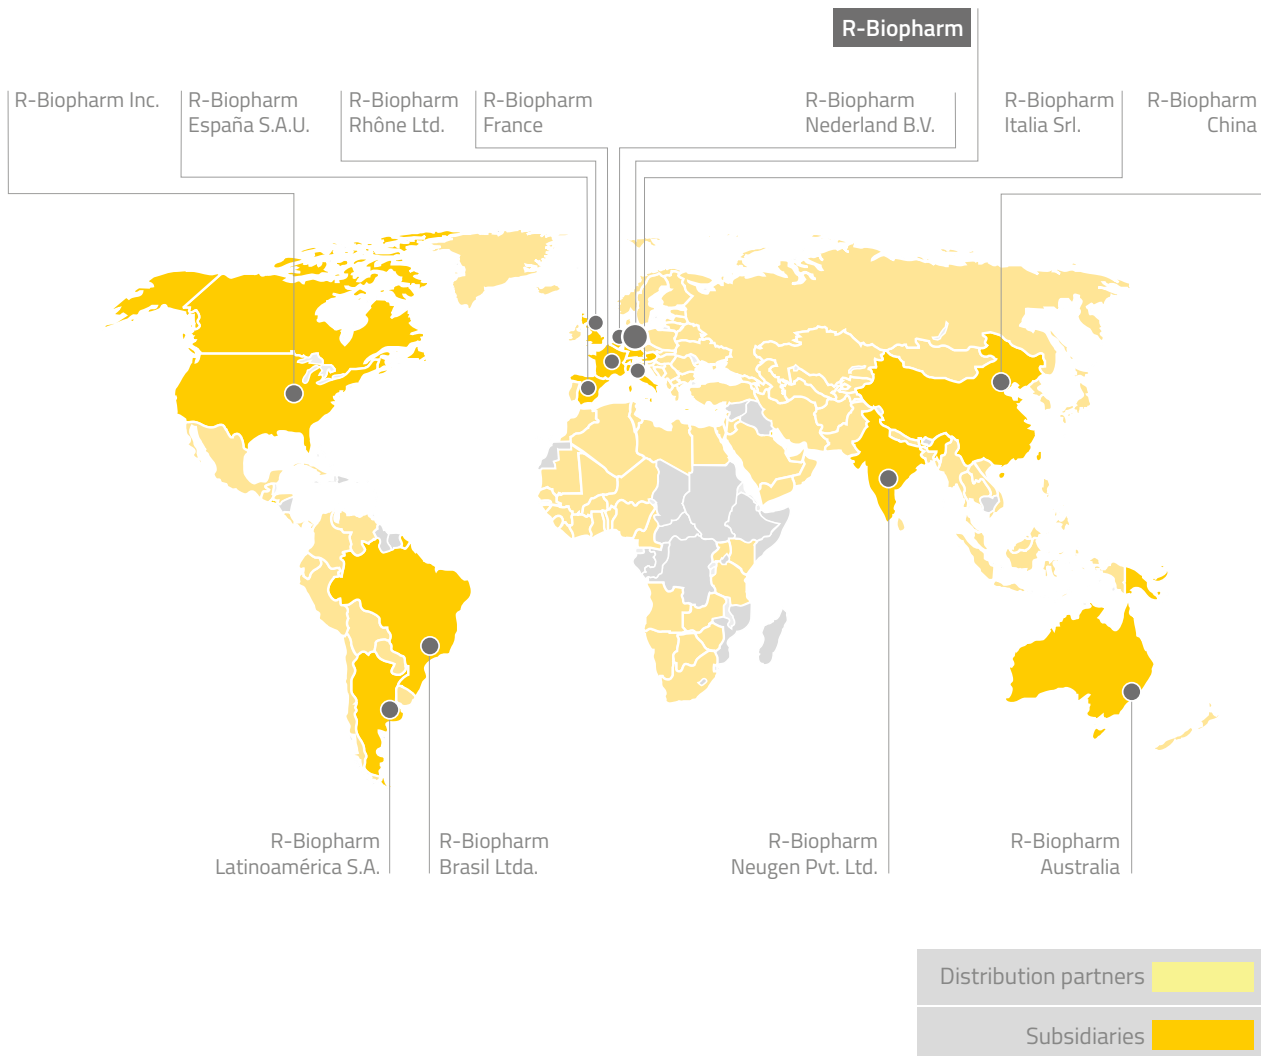 R-Biopharm
R-Biopharm Inc.
R-Biopharm
España S.A.U.
R-Biopharm
Rhône Ltd.
R-Biopharm
France
R-Biopharm
Nederland B.V.
R-Biopharm
Italia Srl.
R-Biopharm
China
R-Biopharm
Latinoamérica S.A.
R-Biopharm
Brasil Ltda.
R-Biopharm
Neugen Pvt. Ltd.
R-Biopharm
Australia
Distribution partners
Subsidiaries